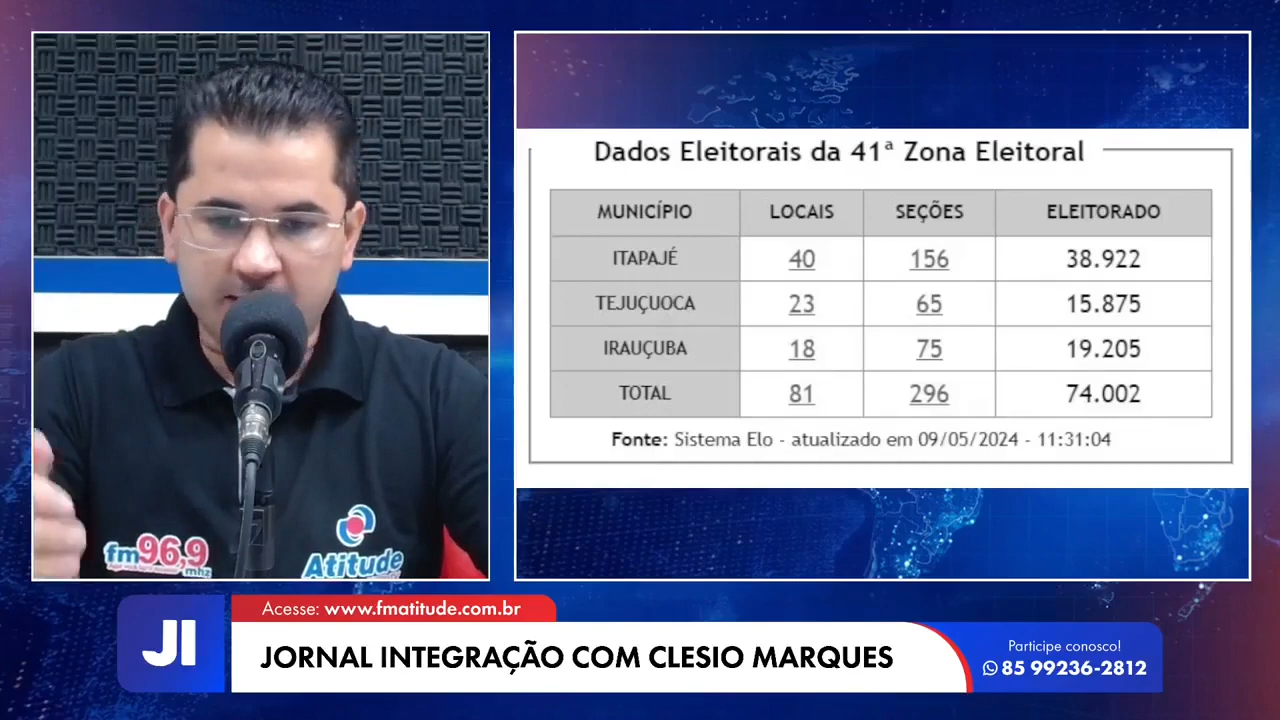 Dados Eleitorais da 41ª Zona Eleitoral
MUNICÍPIO LOCAIS SEÇÕES ELEITORADO
ITAPAJÉ 40 156 38.922
TEJUÇUOCA 23 65 15.875
IRAUÇUBA 18 75 19.205
TOTAL 81 296 74.002
Fonte: Sistema Elo - atualizado em 09/05/2024 - 11:31:04
fm96,9
mhz
Atitude
Acesse: www.fmatitude.com.br
JI
JORNAL INTEGRAÇÃO COM CLESIO MARQUES
Participe conosco!
85 99236-2812